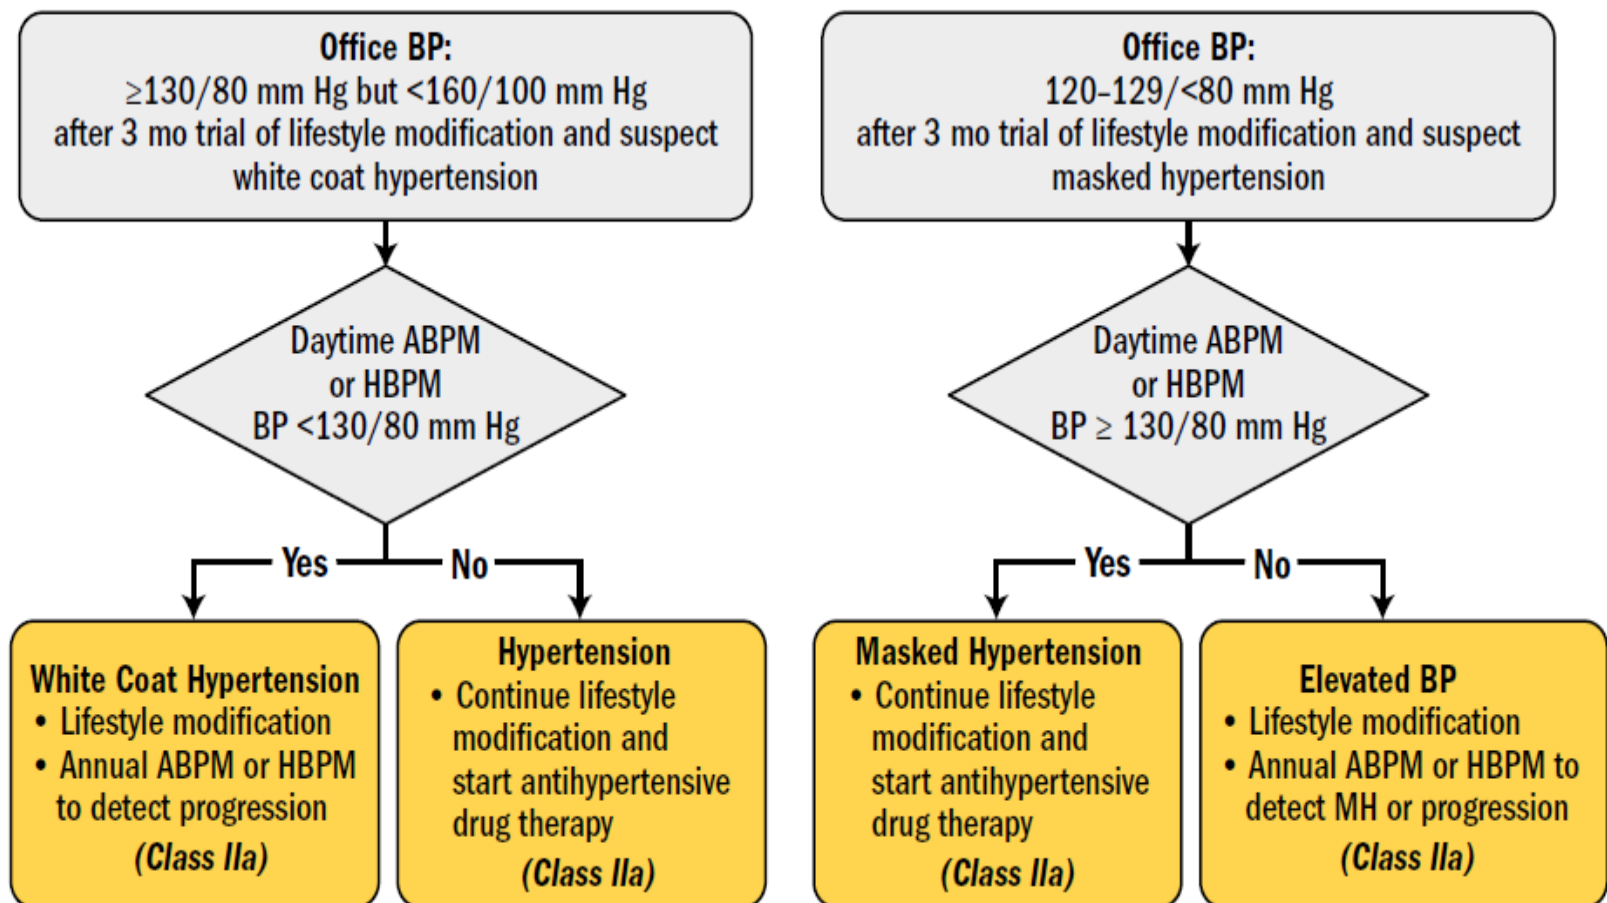 Office BP:
≥130/80 mm Hg but <160/100 mm Hg
after 3 mo trial of lifestyle modification and suspect
white coat hypertension
Daytime ABPM
or HBPM
BP <130/80 mm Hg
Yes
No
White Coat Hypertension
• Lifestyle modification
• Annual ABPM or HBPM
to detect progression
(Class IIa)
Hypertension
• Continue lifestyle
modification and
start antihypertensive
drug therapy
(Class IIa)
Office BP:
120–129/<80 mm Hg
after 3 mo trial of lifestyle modification and suspect
masked hypertension
Daytime ABPM
or HBPM
BP ≥ 130/80 mm Hg
Yes
No
Masked Hypertension
• Continue lifestyle
modification and
start antihypertensive
drug therapy
(Class IIa)
Elevated BP
• Lifestyle modification
• Annual ABPM or HBPM to
detect MH or progression
(Class IIa)